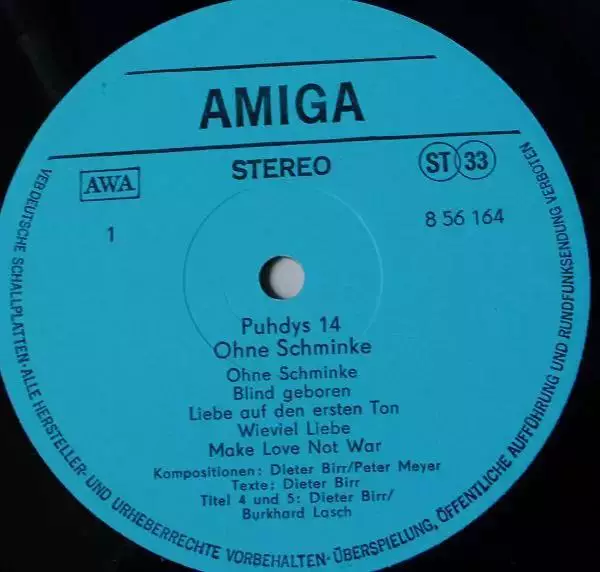 AMIGA
STEREO
ST 33
AWA
8 56 164
1
Puhdys 14
Ohne Schminke
Ohne Schminke
Blind geboren
Liebe auf den ersten Ton
Wieviel Liebe
Make Love Not War
Kompositionen: Dieter Birr/Peter Meyer
Texte: Dieter Birr
Titel 4 und 5: Dieter Birr/
Burkhard Lasch
VEB DEUTSCHE SCHALLPLATTEN · ALLE HERSTELLER- UND URHEBERRECHTE VORBEHALTEN · ÜBERSPIELUNG, ÖFFENTLICHE AUFFÜHRUNG UND RUNDFUNKSENDUNG VERBOTEN